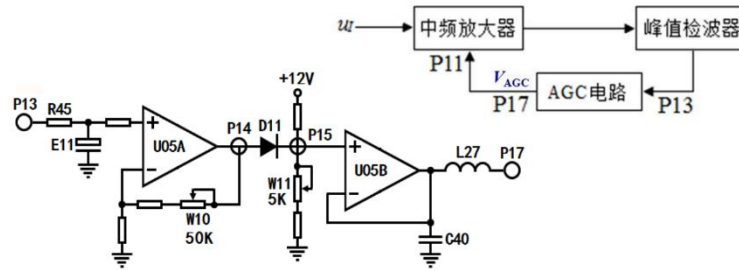 u_I
中频放大器
峰值检波器
P11
V_AGC
P17
AGC电路
P13
+12V
P13
R45
E11
U05A
P14
D11
P15
W10
50K
W11
5K
U05B
L27
P17
C40